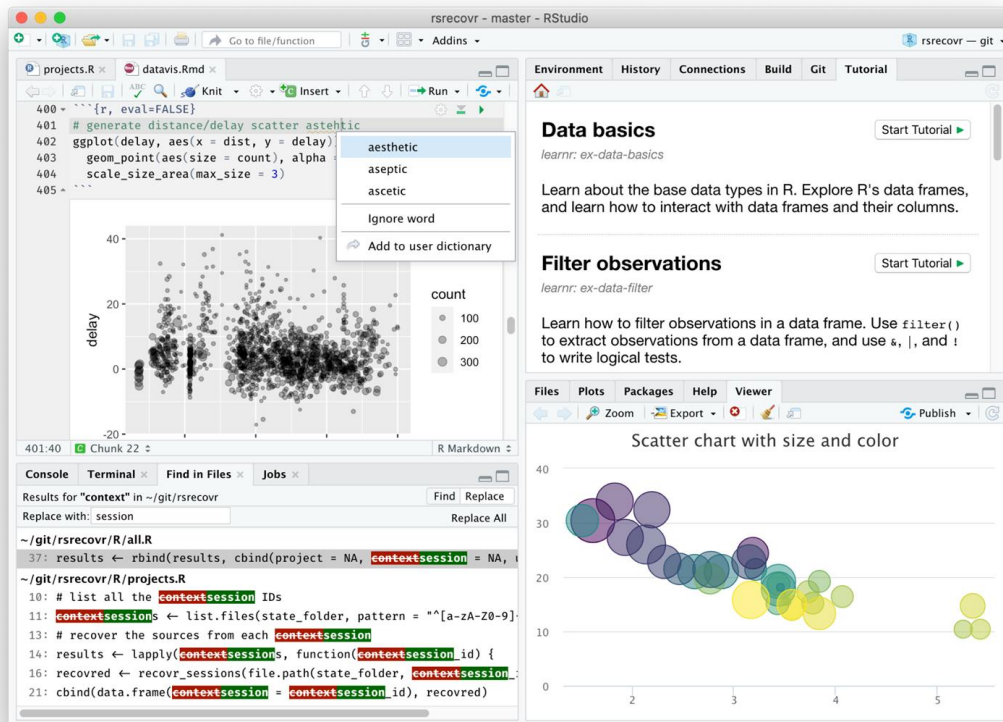 rsrecovr - master - RStudio
Go to file/function
Addins
rsrecovr — git
projects.R
datavis.Rmd
ABC
Knit
Insert
Run
400 ```{r, eval=FALSE}
401 # generate distance/delay scatter astehtic
402 ggplot(delay, aes(x = dist, y = delay))
403 geom_point(aes(size = count), alpha =
404 scale_size_area(max_size = 3)
405 ```
aesthetic
aseptic
ascetic
Ignore word
Add to user dictionary
40
20
0
-20
delay
count
100
200
300
401:40 Chunk 22 R Markdown
Console Terminal Find in Files Jobs
Results for "context" in ~/git/rsrecovr Find Replace
Replace with: session Replace All
~/git/rsrecovr/R/all.R
37: results ← rbind(results, cbind(project = NA, contextsession = NA,
~/git/rsrecovr/R/projects.R
10: # list all the contextsession IDs
11: contextsessions ← list.files(state_folder, pattern = "^[a-zA-Z0-9]
13: # recover the sources from each contextsession
14: results ← lapply(contextsessions, function(contextsession_id) {
16: recovred ← recovr_sessions(file.path(state_folder, contextsession_
21: cbind(data.frame(contextsession = contextsession_id), recovred)
Environment History Connections Build Git Tutorial
Data basics
Start Tutorial
learnr: ex-data-basics
Learn about the base data types in R. Explore R's data frames,
and learn how to interact with data frames and their columns.
Filter observations
Start Tutorial
learnr: ex-data-filter
Learn how to filter observations in a data frame. Use filter()
to extract observations from a data frame, and use &, |, and !
to write logical tests.
Files Plots Packages Help Viewer
Zoom Export Publish
Scatter chart with size and color
40
30
20
10
0
2 3 4 5